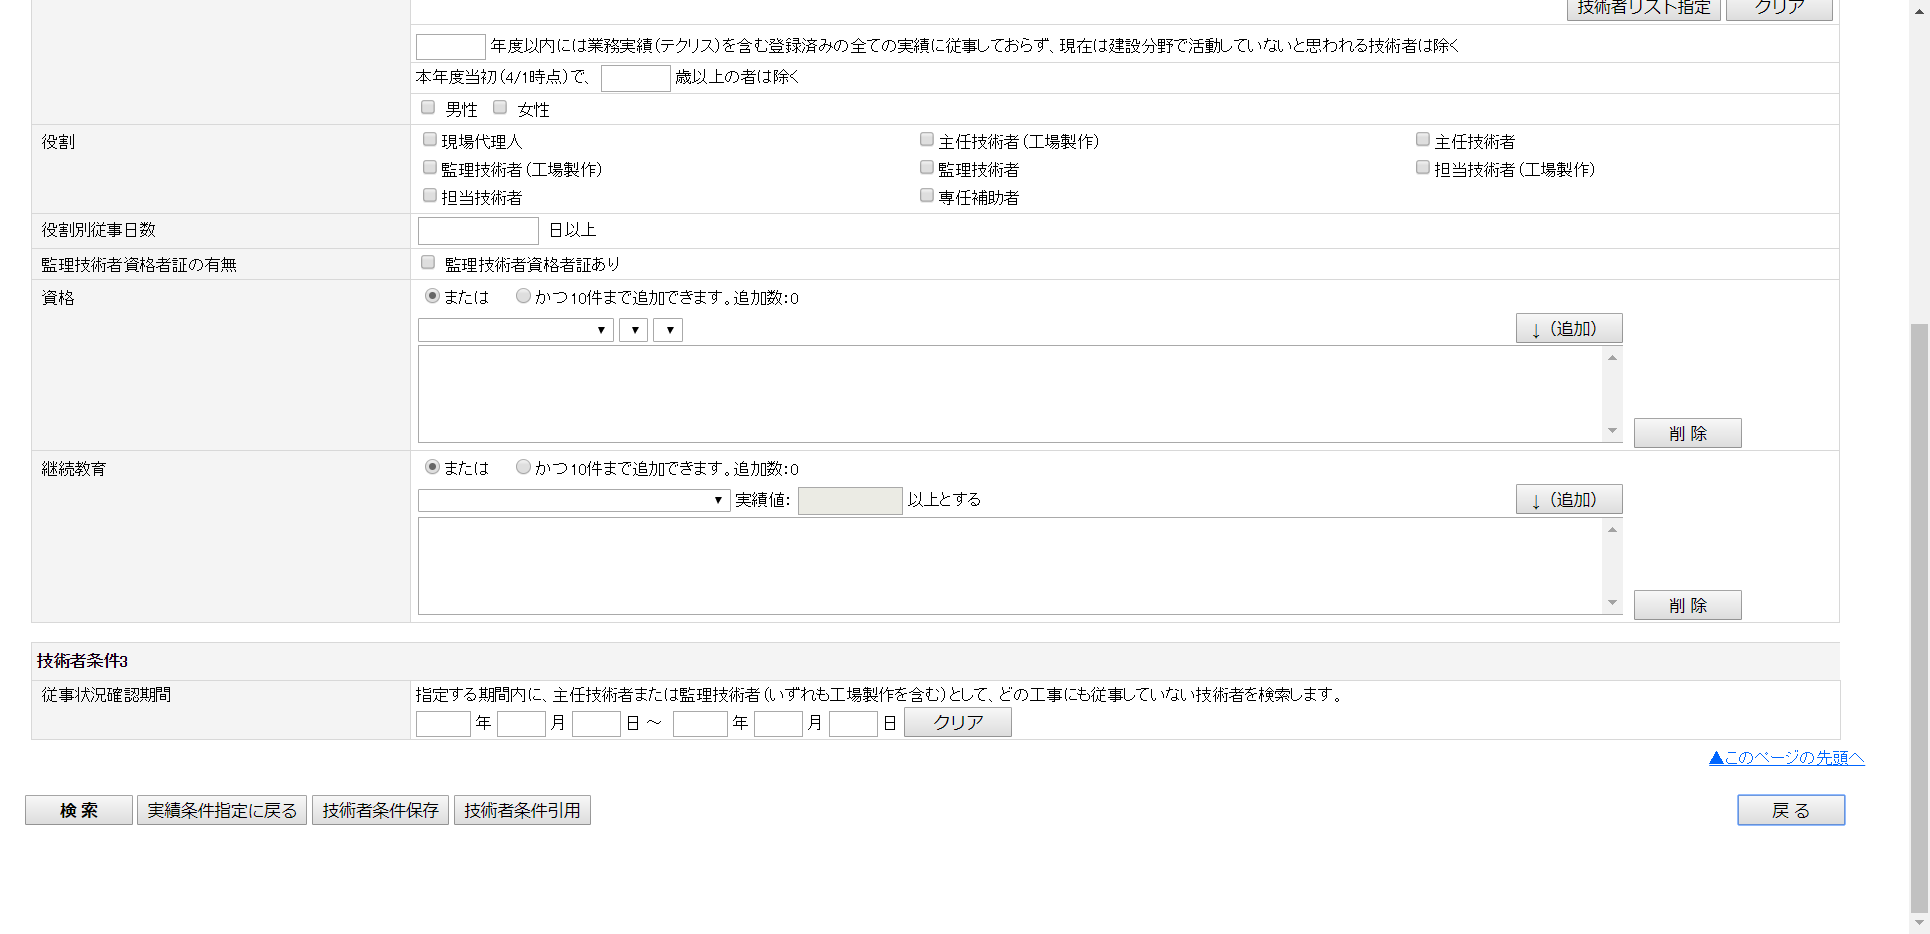 技術者リスト指定 クリア
年度以内には業務実績(テクリス)を含む登録済みの全ての実績に従事しておらず、現在は建設分野で活動していないと思われる技術者は除く
本年度当初(4/1時点)で、 歳以上の者は除く
男性 女性
役割
現場代理人 主任技術者(工場製作) 主任技術者
監理技術者(工場製作) 監理技術者 担当技術者(工場製作)
担当技術者 専任補助者
役割別従事日数 日以上
監理技術者資格者証の有無 監理技術者資格者証あり
資格 または かつ 10件まで追加できます。追加数:0
↓(追加)
削 除
継続教育 または かつ 10件まで追加できます。追加数:0
実績値: 以上とする ↓(追加)
削 除
技術者条件3
従事状況確認期間 指定する期間内に、主任技術者または監理技術者(いずれも工場製作を含む)として、どの工事にも従事していない技術者を検索します。
年 月 日 ～ 年 月 日 クリア
▲このページの先頭へ
検 索 実績条件指定に戻る 技術者条件保存 技術者条件引用 戻 る